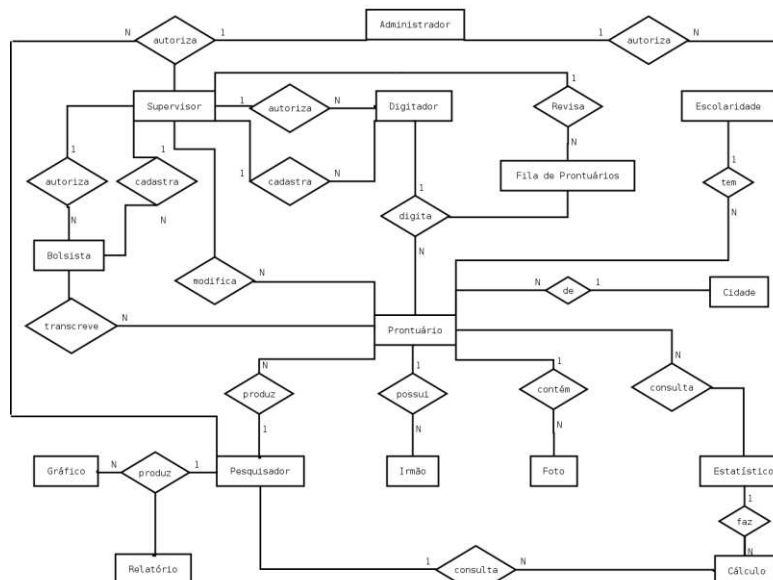 Administrador
N
autoriza
1
1
autoriza
N
Supervisor
1
autoriza
N
Digitador
1
Revisa
N
Escolaridade
1
autoriza
N
1
cadastra
N
1
cadastra
N
Fila de Prontuários
1
tem
N
1
digita
N
Bolsista
modifica
N
N
de
1
Cidade
transcreve
N
Prontuário
N
produz
1
1
possui
N
1
contém
N
N
consulta
Gráfico
N
produz
1
Pesquisador
Irmão
Foto
Estatístico
1
faz
N
Relatório
1
consulta
N
Cálculo